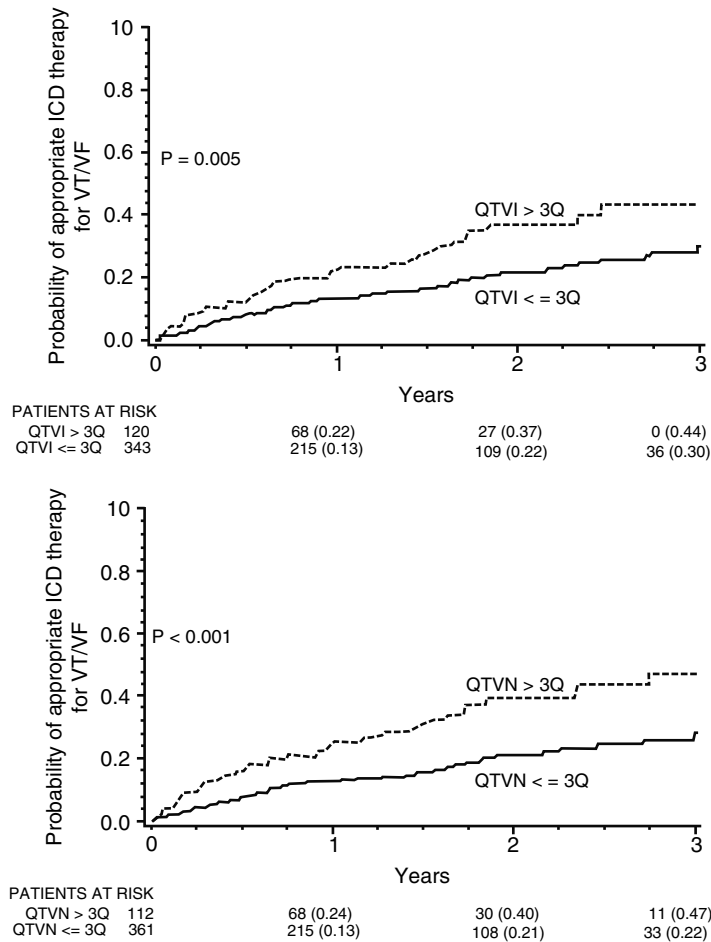 Probability of appropriate ICD therapy
for VT/VF
10
0.8
0.6
0.4
0.2
0.0
P = 0.005
QTVI > 3Q
QTVI <= 3Q
0 1 2 3
Years
PATIENTS AT RISK
QTVI > 3Q 120 68 (0.22) 27 (0.37) 0 (0.44)
QTVI <= 3Q 343 215 (0.13) 109 (0.22) 36 (0.30)
Probability of appropriate ICD therapy
for VT/VF
10
0.8
0.6
0.4
0.2
0.0
P < 0.001
QTVN > 3Q
QTVN <= 3Q
0 1 2 3
Years
PATIENTS AT RISK
QTVN > 3Q 112 68 (0.24) 30 (0.40) 11 (0.47)
QTVN <= 3Q 361 215 (0.13) 108 (0.21) 33 (0.22)